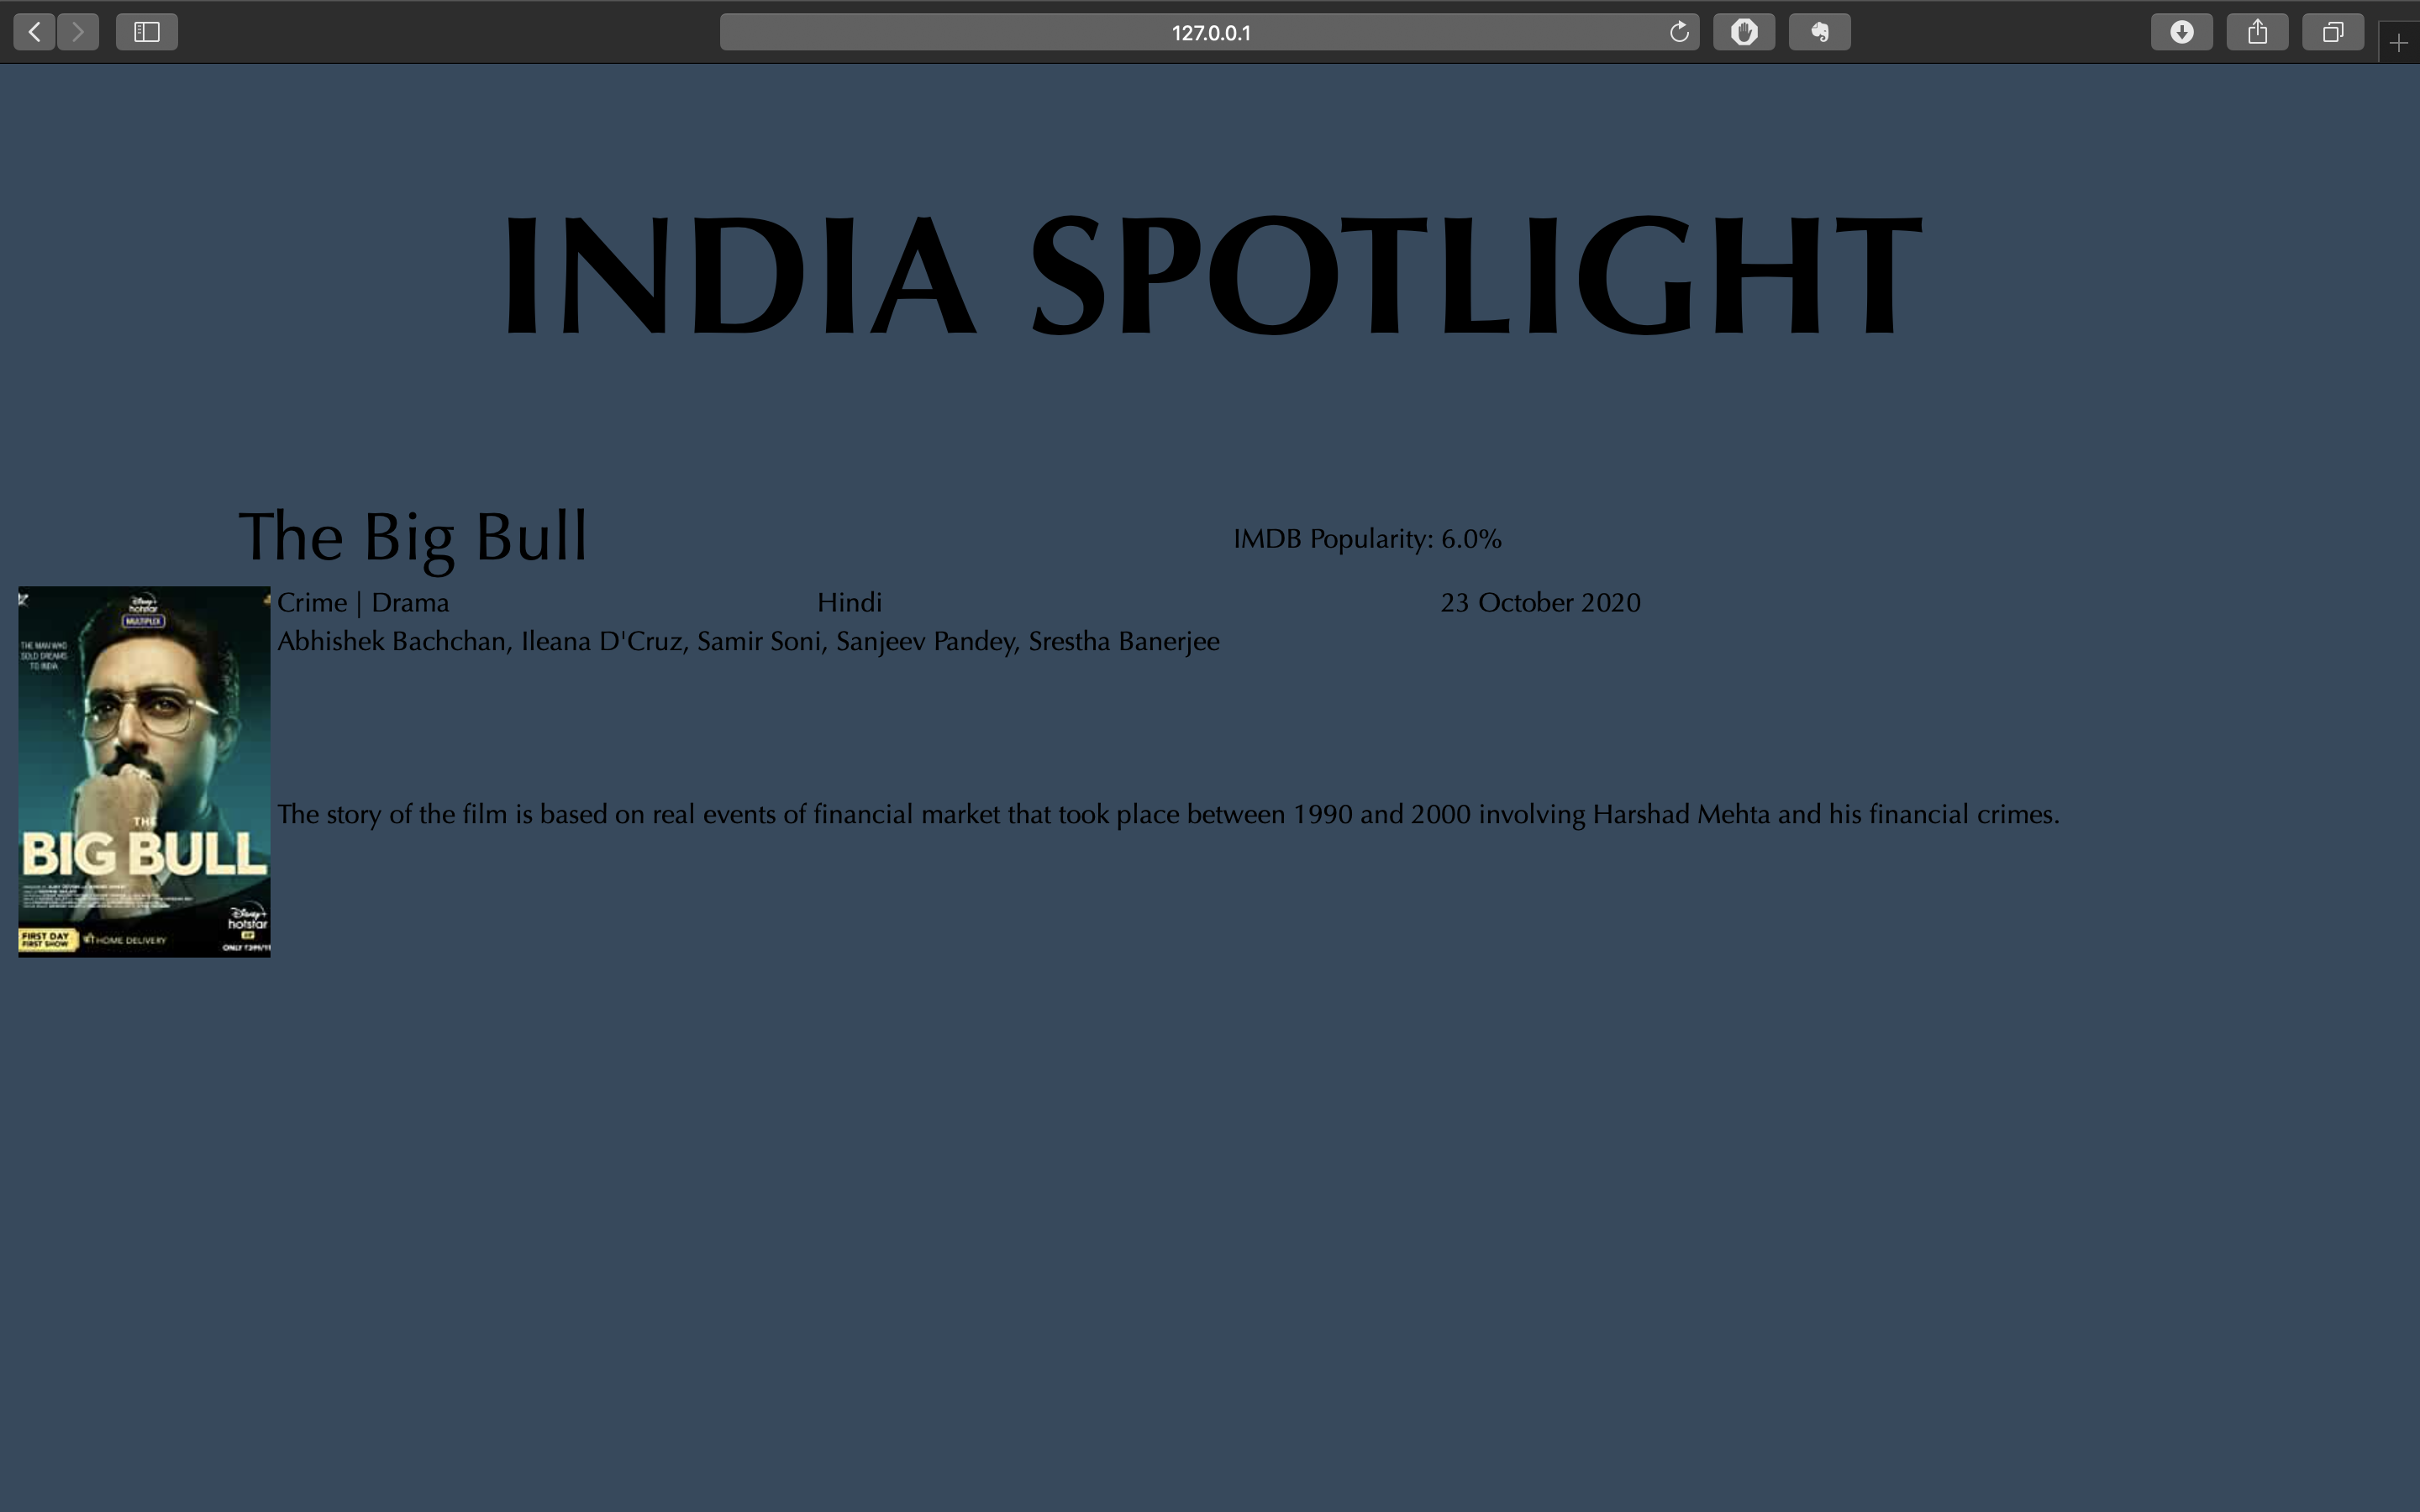 127.0.0.1
INDIA SPOTLIGHT
The Big Bull
IMDB Popularity: 6.0%
Crime | Drama
Hindi
23 October 2020
Abhishek Bachchan, Ileana D'Cruz, Samir Soni, Sanjeev Pandey, Srestha Banerjee
The story of the film is based on real events of financial market that took place between 1990 and 2000 involving Harshad Mehta and his financial crimes.
Disney+
hotstar
MULTIPLEX
THE MAN WHO
SOLD DREAMS
TO INDIA
THE
BIG BULL
Disney+
hotstar
VIP
FIRST DAY
FIRST SHOW
HOME DELIVERY
ONLY